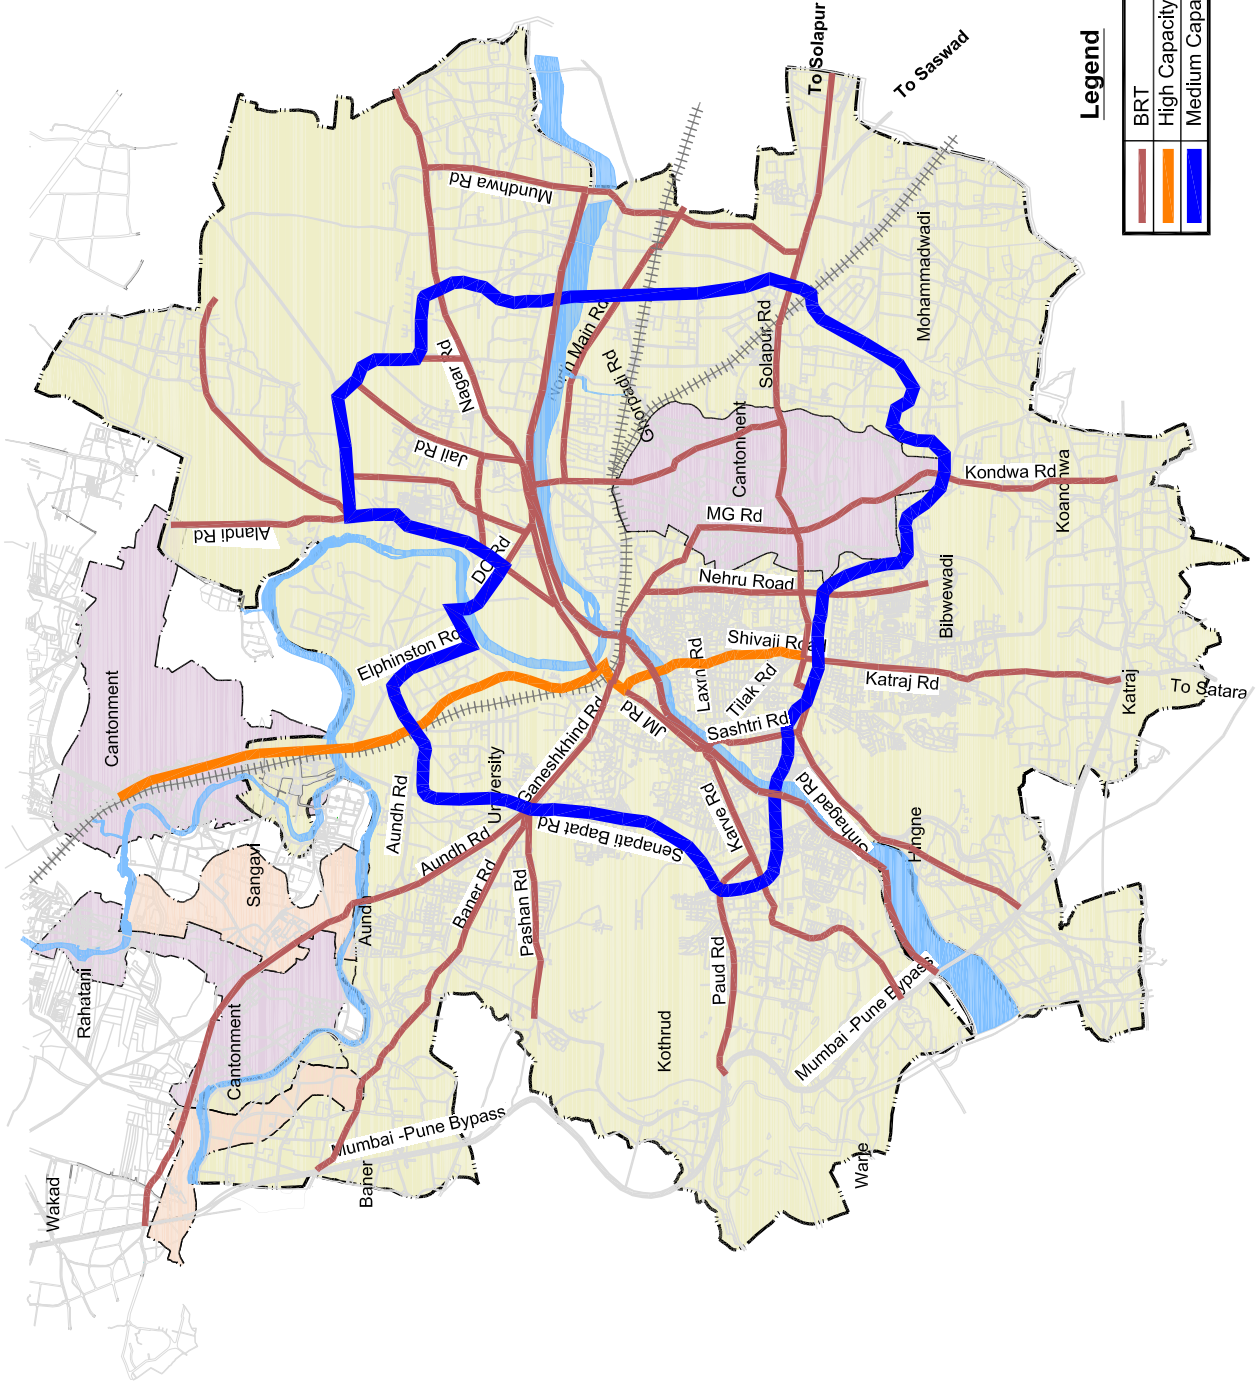 To Solapur
To Saswad
Legend
BRT
High Capacity
Medium Capa
Mundhwa Rd
Mohammadwadi
North Main Rd
Solapur Rd
Nagar Rd
Ghorpadi Rd
Jail Rd
Cantonment
Kondwa Rd
Koandhwa
Alandi Rd
MG Rd
DC Rd
Nehru Road
Bibwewadi
Elphinston Rd
Shivaji Road
Laxmi Rd
Tilak Rd
Katraj Rd
Katraj
To Satara
Cantonment
JM Rd
Sashtri Rd
Ganeshkhind Rd
University
Aundh Rd
Senapati Bapat Rd
Karve Rd
Sinhagad Rd
Hingne
Aundh Rd
Sangavi
Baner Rd
Pashan Rd
Aundh
Paud Rd
Rahatani
Cantonment
Kothrud
Mumbai -Pune Bypass
Mumbai -Pune Bypass
Wakad
Baner
Warje